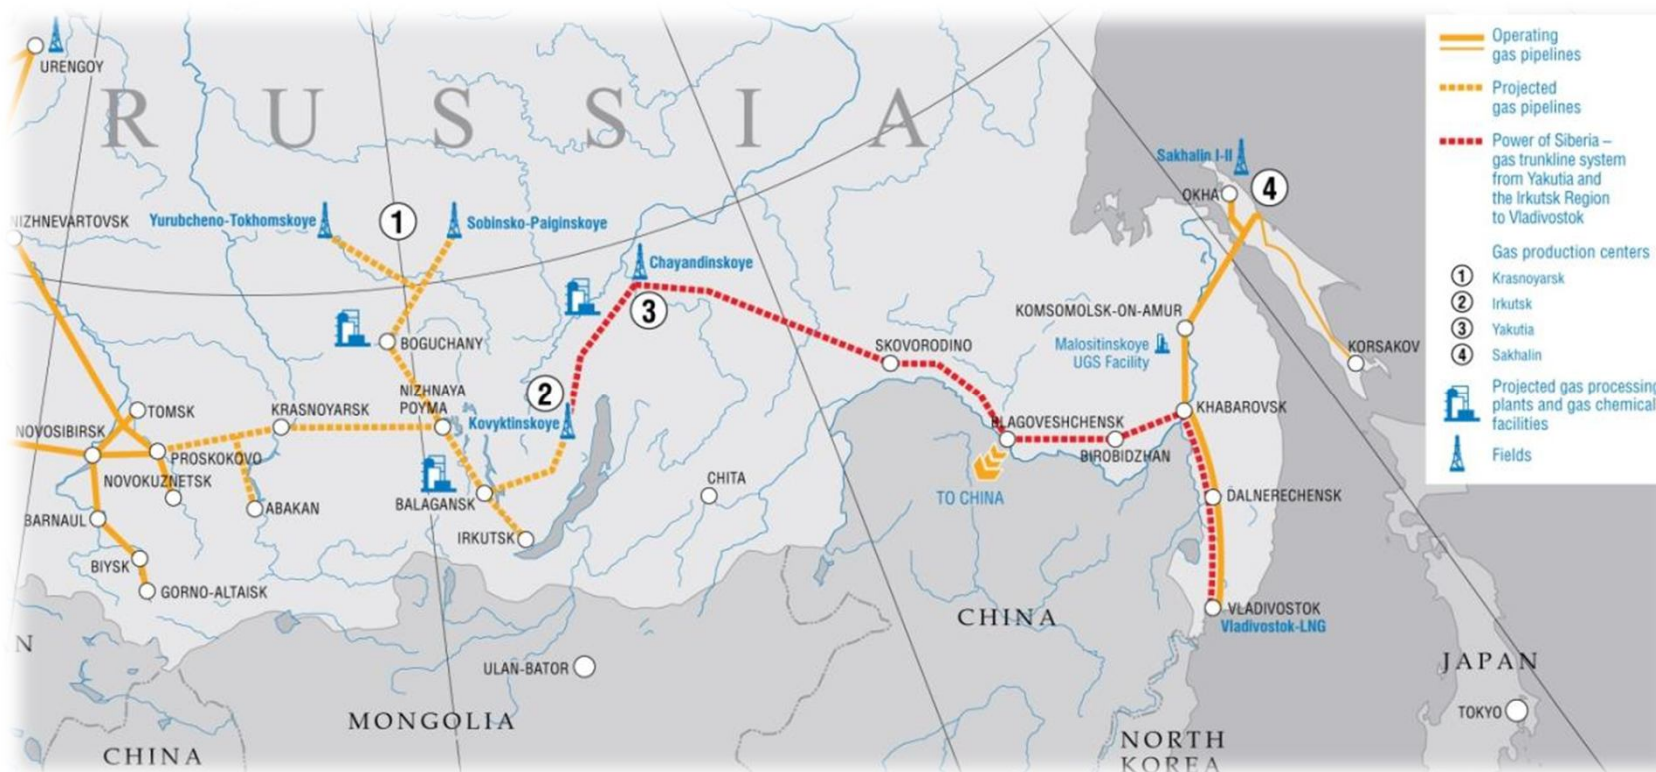 URENGOY
RUSSIA
NIZHNEVARTOVSK
Yurubcheno-Tokhomskoye
1
Sobinsko-Paiginskoye
Chayandinskoye
3
BOGUCHANY
NIZHNAYA
POYMA
2
Kovyktinskoye
TOMSK
KRASNOYARSK
NOVOSIBIRSK
PROSKOKOVO
NOVOKUZNETSK
ABAKAN
BARNAUL
BIYSK
GORNO-ALTAISK
BALAGANSK
IRKUTSK
CHITA
SKOVORODINO
BLAGOVESHCHENSK
BIROBIDZHAN
TO CHINA
Sakhalin I-II
OKHA
4
KOMSOMOLSK-ON-AMUR
Malositinskoye
UGS Facility
KORSAKOV
KHABAROVSK
DALNERECHENSK
VLADIVOSTOK
Vladivostok-LNG
CHINA
N
ULAN-BATOR
MONGOLIA
CHINA
NORTH
KOREA
JAPAN
TOKYO
Operating
gas pipelines
Projected
gas pipelines
Power of Siberia –
gas trunkline system
from Yakutia and
the Irkutsk Region
to Vladivostok
Gas production centers
1 Krasnoyarsk
2 Irkutsk
3 Yakutia
4 Sakhalin
Projected gas processing
plants and gas chemical
facilities
Fields